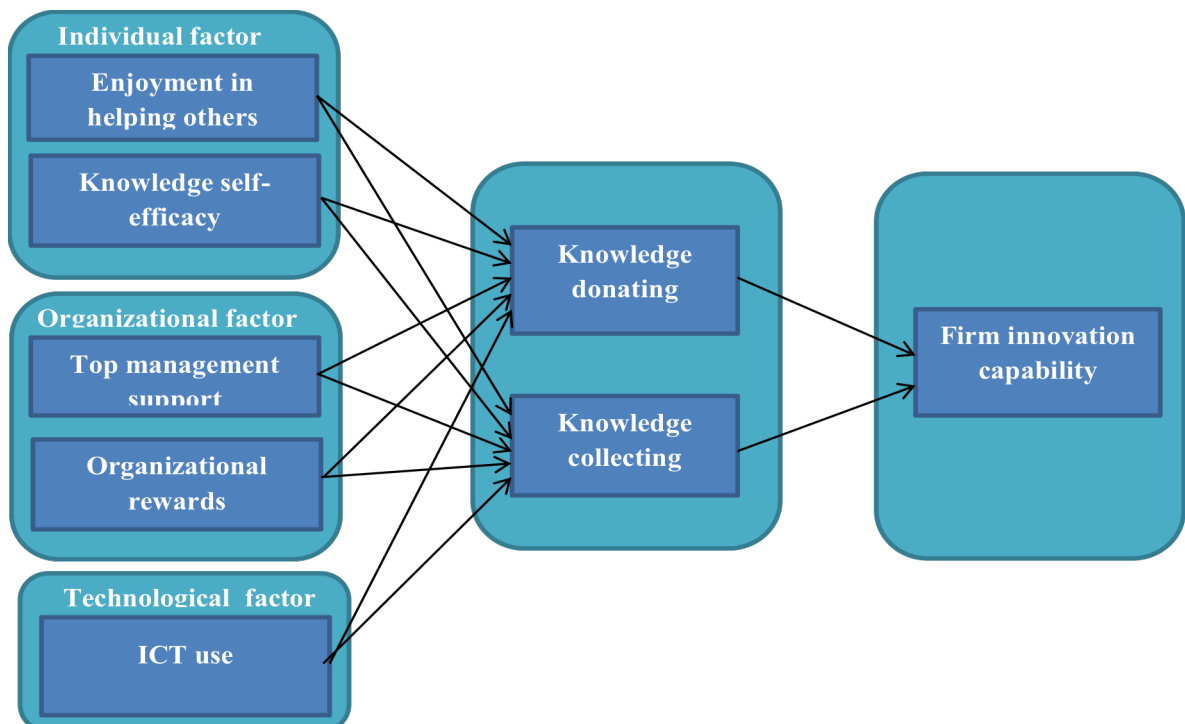 Individual factor
Enjoyment in
helping others
Knowledge self-
efficacy
Organizational factor
Top management
support
Organizational
rewards
Technological factor
ICT use
Knowledge
donating
Knowledge
collecting
Firm innovation
capability